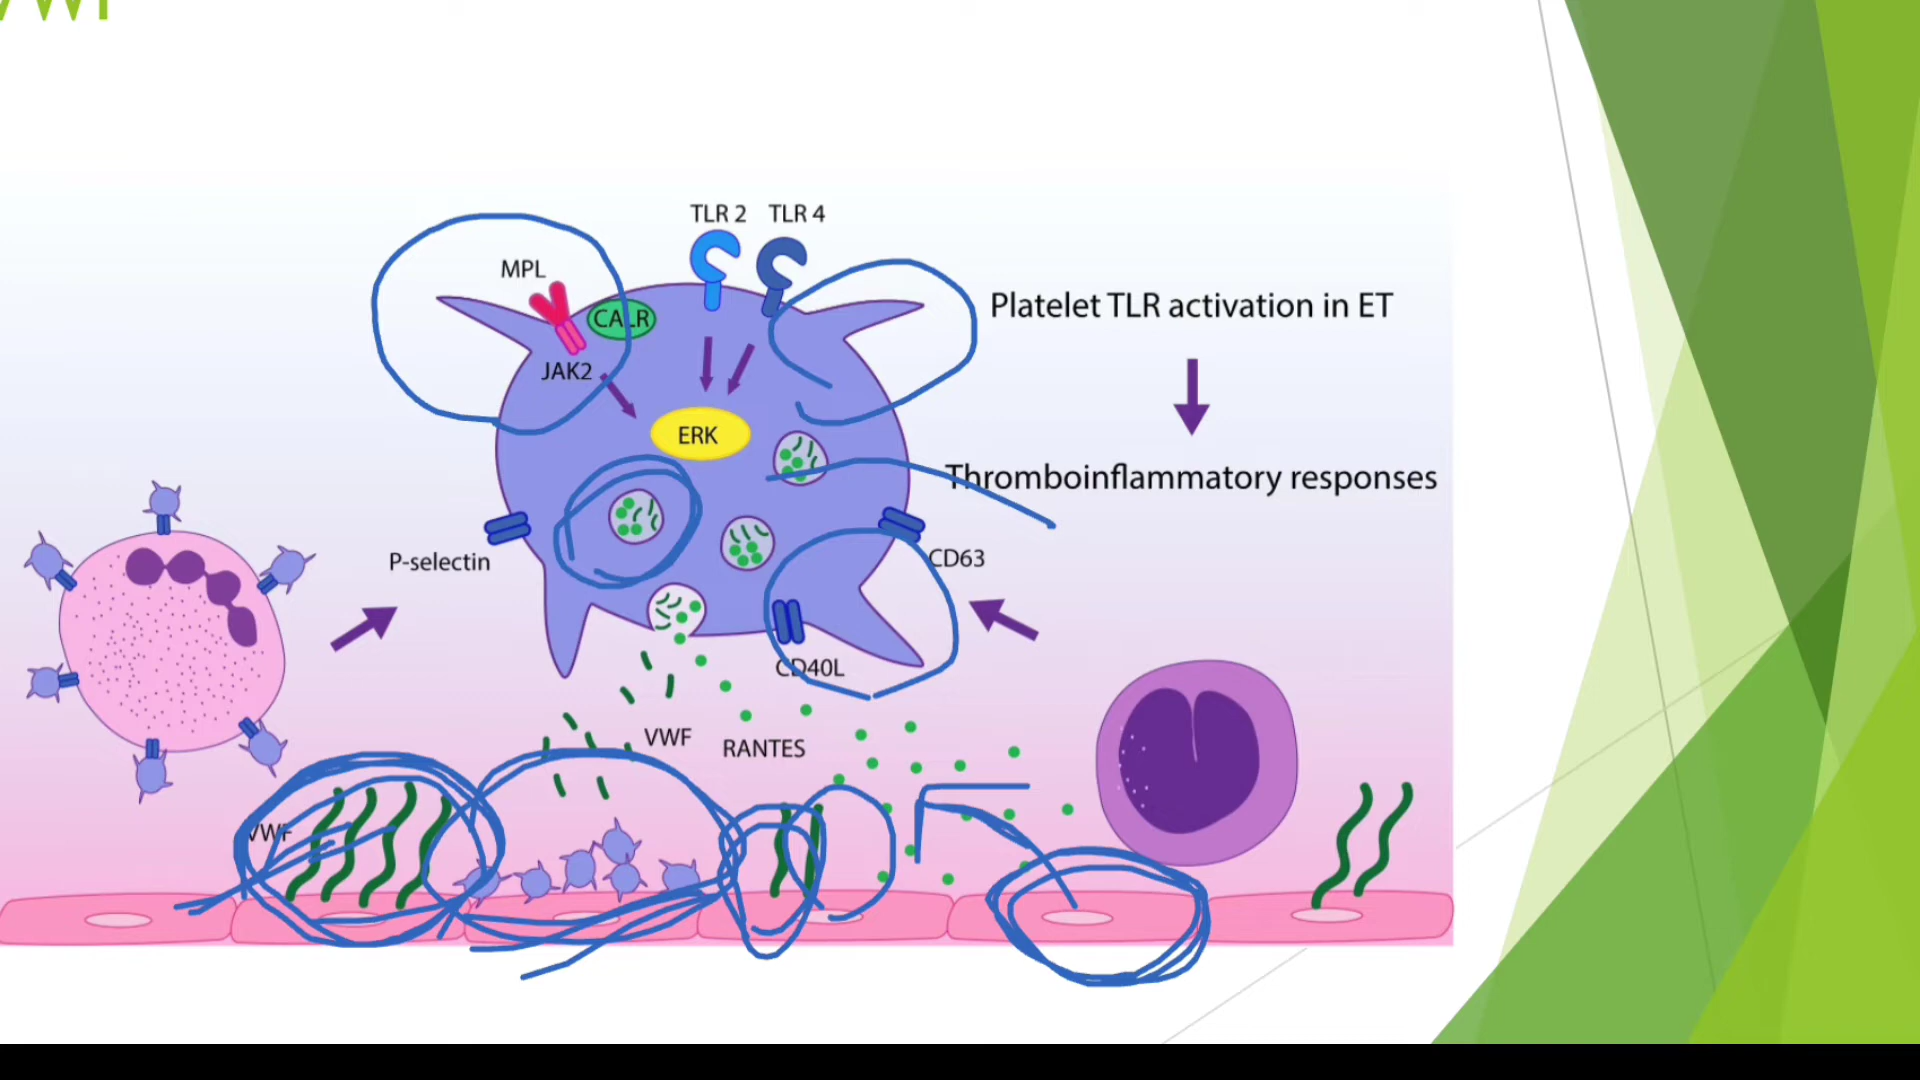 VWF
TLR 2 TLR 4
MPL
CALR
JAK2
Platelet TLR activation in ET
ERK
Thromboinflammatory responses
P-selectin
CD63
CD40L
VWF
RANTES
VWF